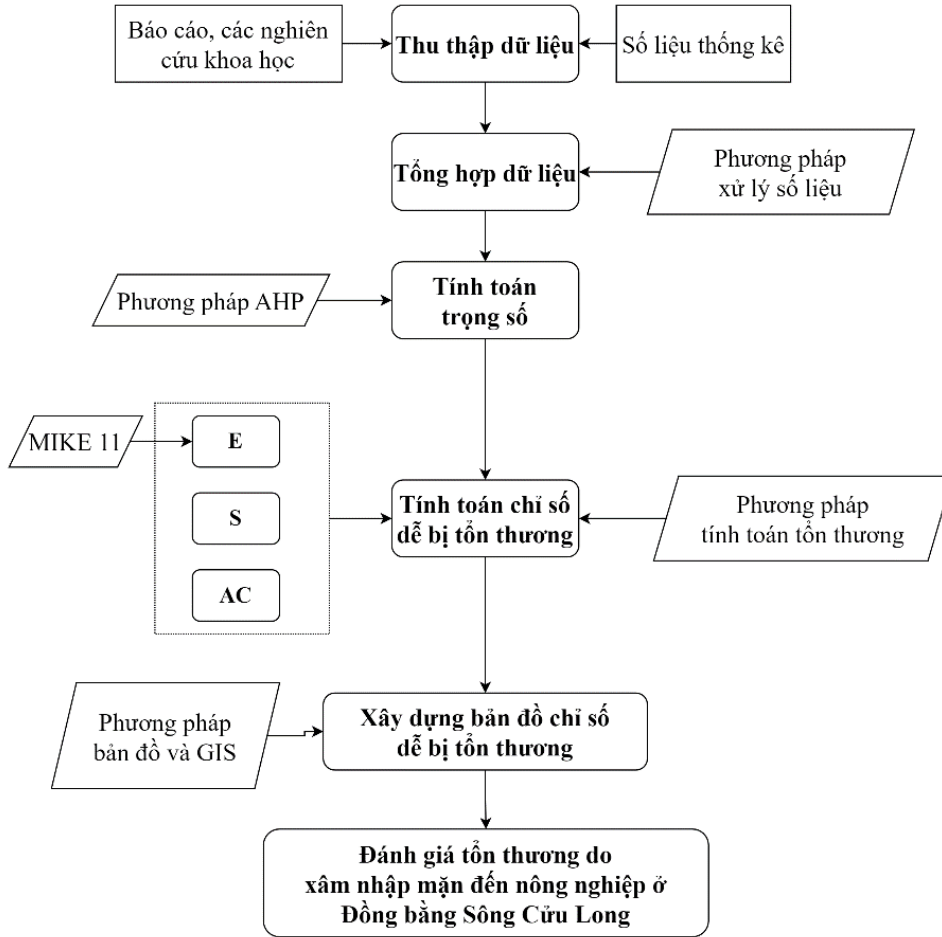 Báo cáo, các nghiên
cứu khoa học
Thu thập dữ liệu
Số liệu thống kê
Tổng hợp dữ liệu
Phương pháp
xử lý số liệu
Phương pháp AHP
Tính toán
trọng số
MIKE 11
E
S
AC
Tính toán chỉ số
dễ bị tổn thương
Phương pháp
tính toán tổn thương
Phương pháp
bản đồ và GIS
Xây dựng bản đồ chỉ số
dễ bị tổn thương
Đánh giá tổn thương do
xâm nhập mặn đến nông nghiệp ở
Đồng bằng Sông Cửu Long